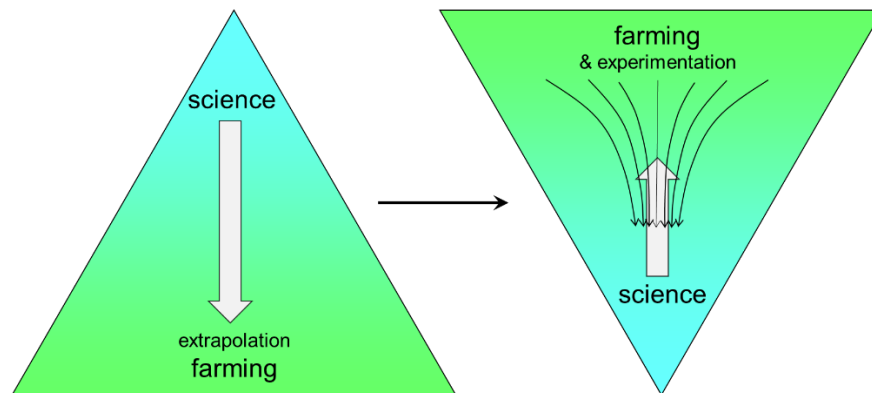 science
extrapolation
farming
farming
& experimentation
science